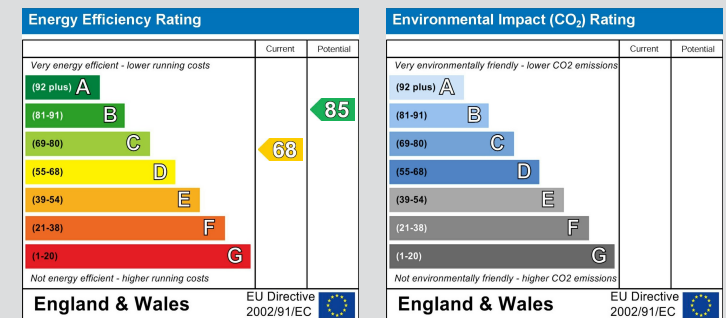 Energy Efficiency Rating
Current Potential
Very energy efficient - lower running costs
(92 plus) A
(81-91) B
85
(69-80) C
68
(55-68) D
(39-54) E
(21-38) F
(1-20) G
Not energy efficient - higher running costs
England & Wales
EU Directive
2002/91/EC
Environmental Impact (CO2) Rating
Current Potential
Very environmentally friendly - lower CO2 emissions
(92 plus) A
(81-91) B
(69-80) C
(55-68) D
(39-54) E
(21-38) F
(1-20) G
Not environmentally friendly - higher CO2 emissions
England & Wales
EU Directive
2002/91/EC